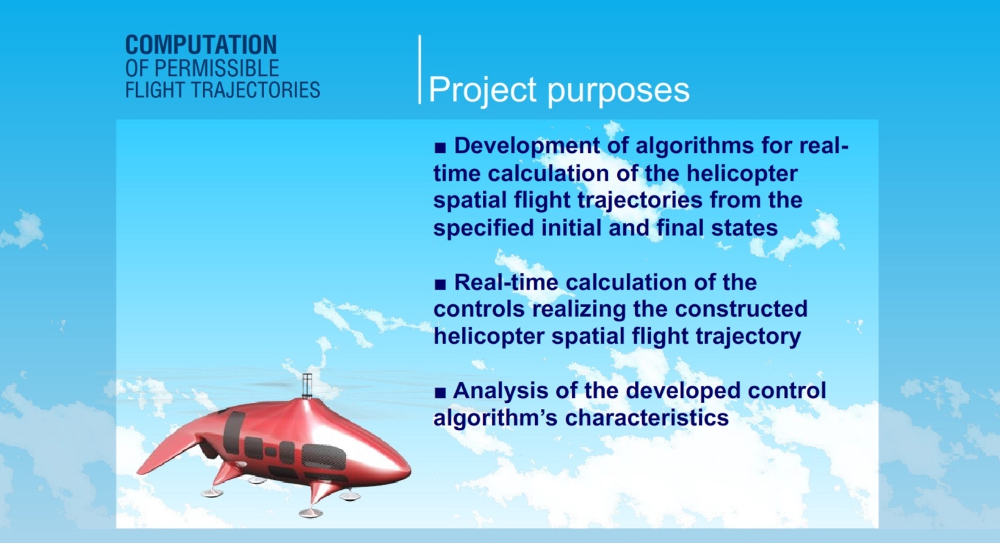 COMPUTATION
OF PERMISSIBLE
FLIGHT TRAJECTORIES
Project purposes
■ Development of algorithms for real-
time calculation of the helicopter
spatial flight trajectories from the
specified initial and final states
■ Real-time calculation of the
controls realizing the constructed
helicopter spatial flight trajectory
■ Analysis of the developed control
algorithm’s characteristics